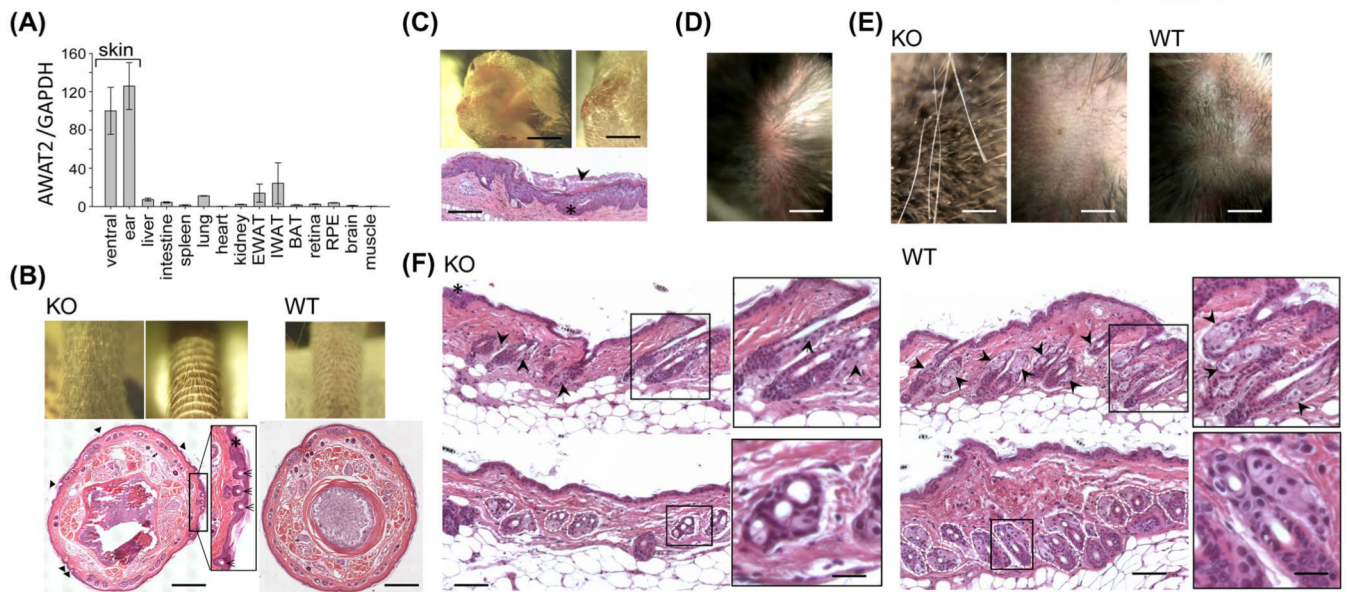 (A)
skin
160
120
80
40
0
AWAT2/GAPDH
ventral
ear
liver
intestine
spleen
lung
heart
kidney
EWAT
IWAT
BAT
retina
RPE
brain
muscle
(B)
KO
WT
*
(C)
*
(D)
(E)
KO
WT
(F)
KO
*
WT